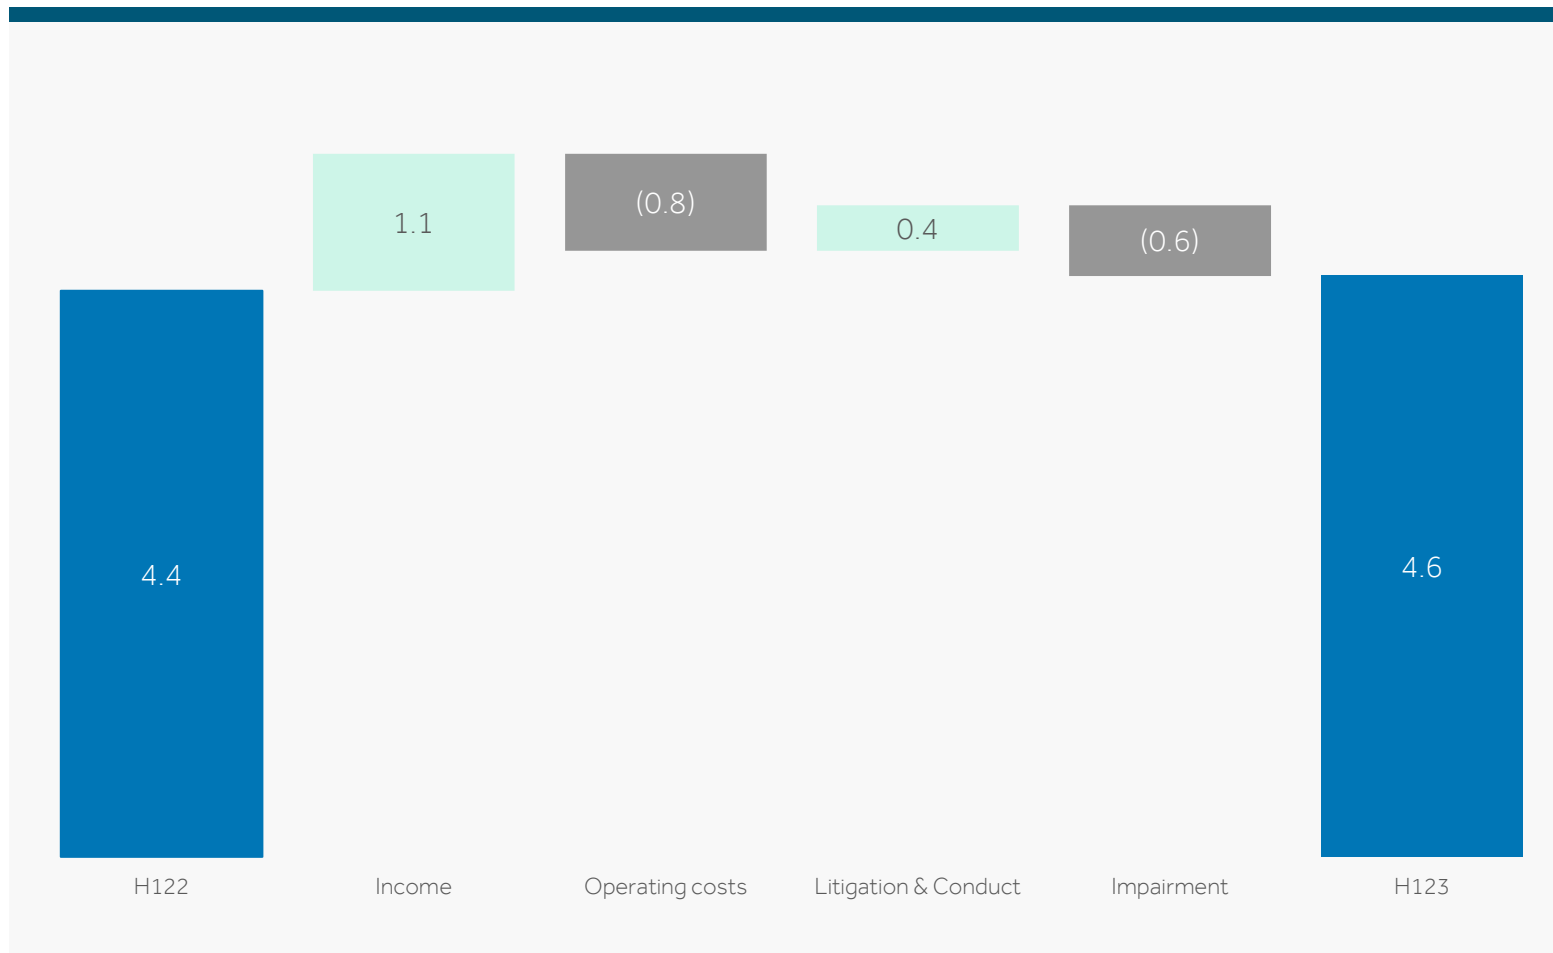 1.1
(0.8)
0.4
(0.6)
4.4
4.6
H122
Income
Operating costs
Litigation & Conduct
Impairment
H123